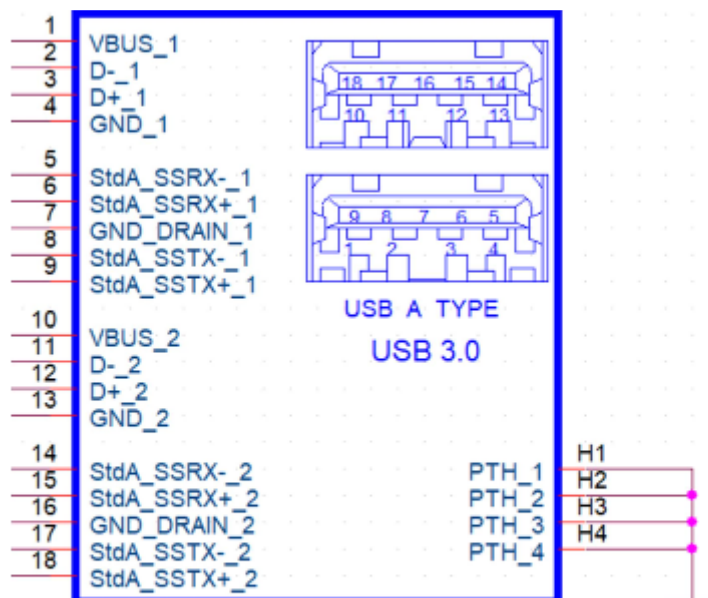 1 VBUS_1
2 D-_1
3 D+_1
4 GND_1
5 StdA_SSRX-_1
6 StdA_SSRX+_1
7 GND_DRAIN_1
8 StdA_SSTX-_1
9 StdA_SSTX+_1
10 VBUS_2
11 D-_2
12 D+_2
13 GND_2
14 StdA_SSRX-_2
15 StdA_SSRX+_2
16 GND_DRAIN_2
17 StdA_SSTX-_2
18 StdA_SSTX+_2
18 17 16 15 14
10 11 12 13
9 8 7 6 5
1 2 3 4
USB A TYPE
USB 3.0
PTH_1 H1
PTH_2 H2
PTH_3 H3
PTH_4 H4